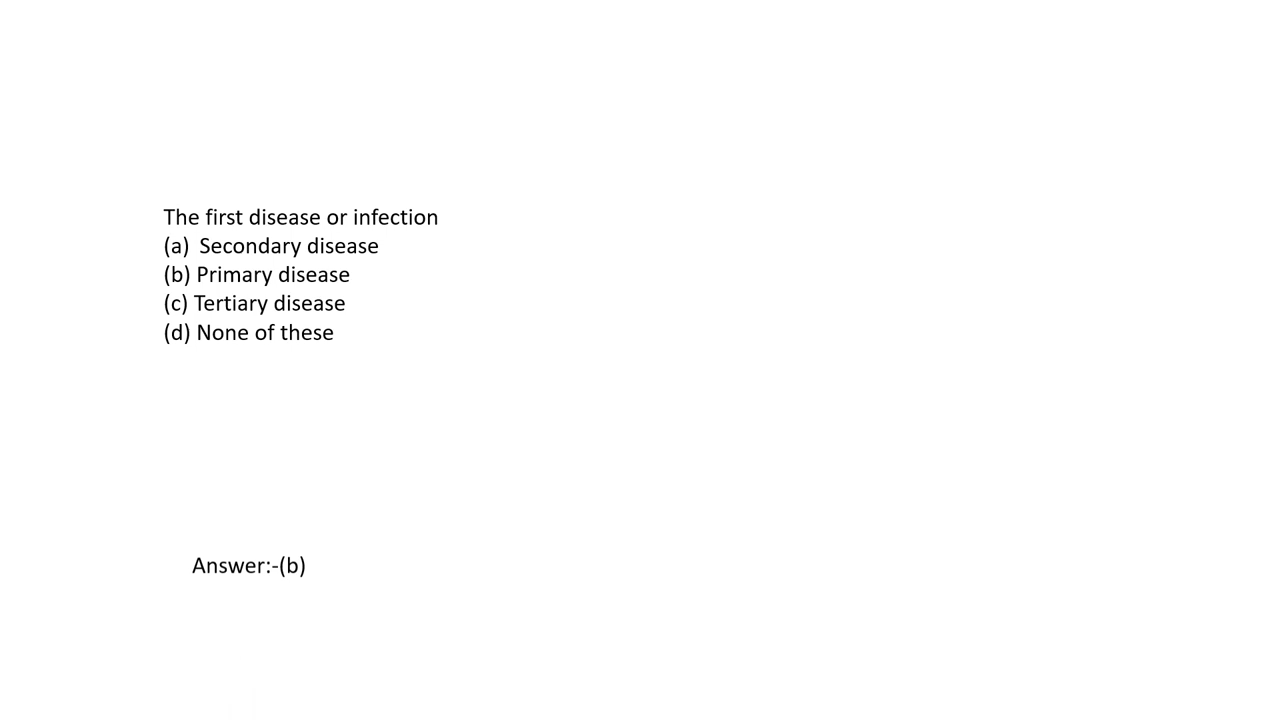 The first disease or infection
(a) Secondary disease
(b) Primary disease
(c) Tertiary disease
(d) None of these
Answer:-(b)